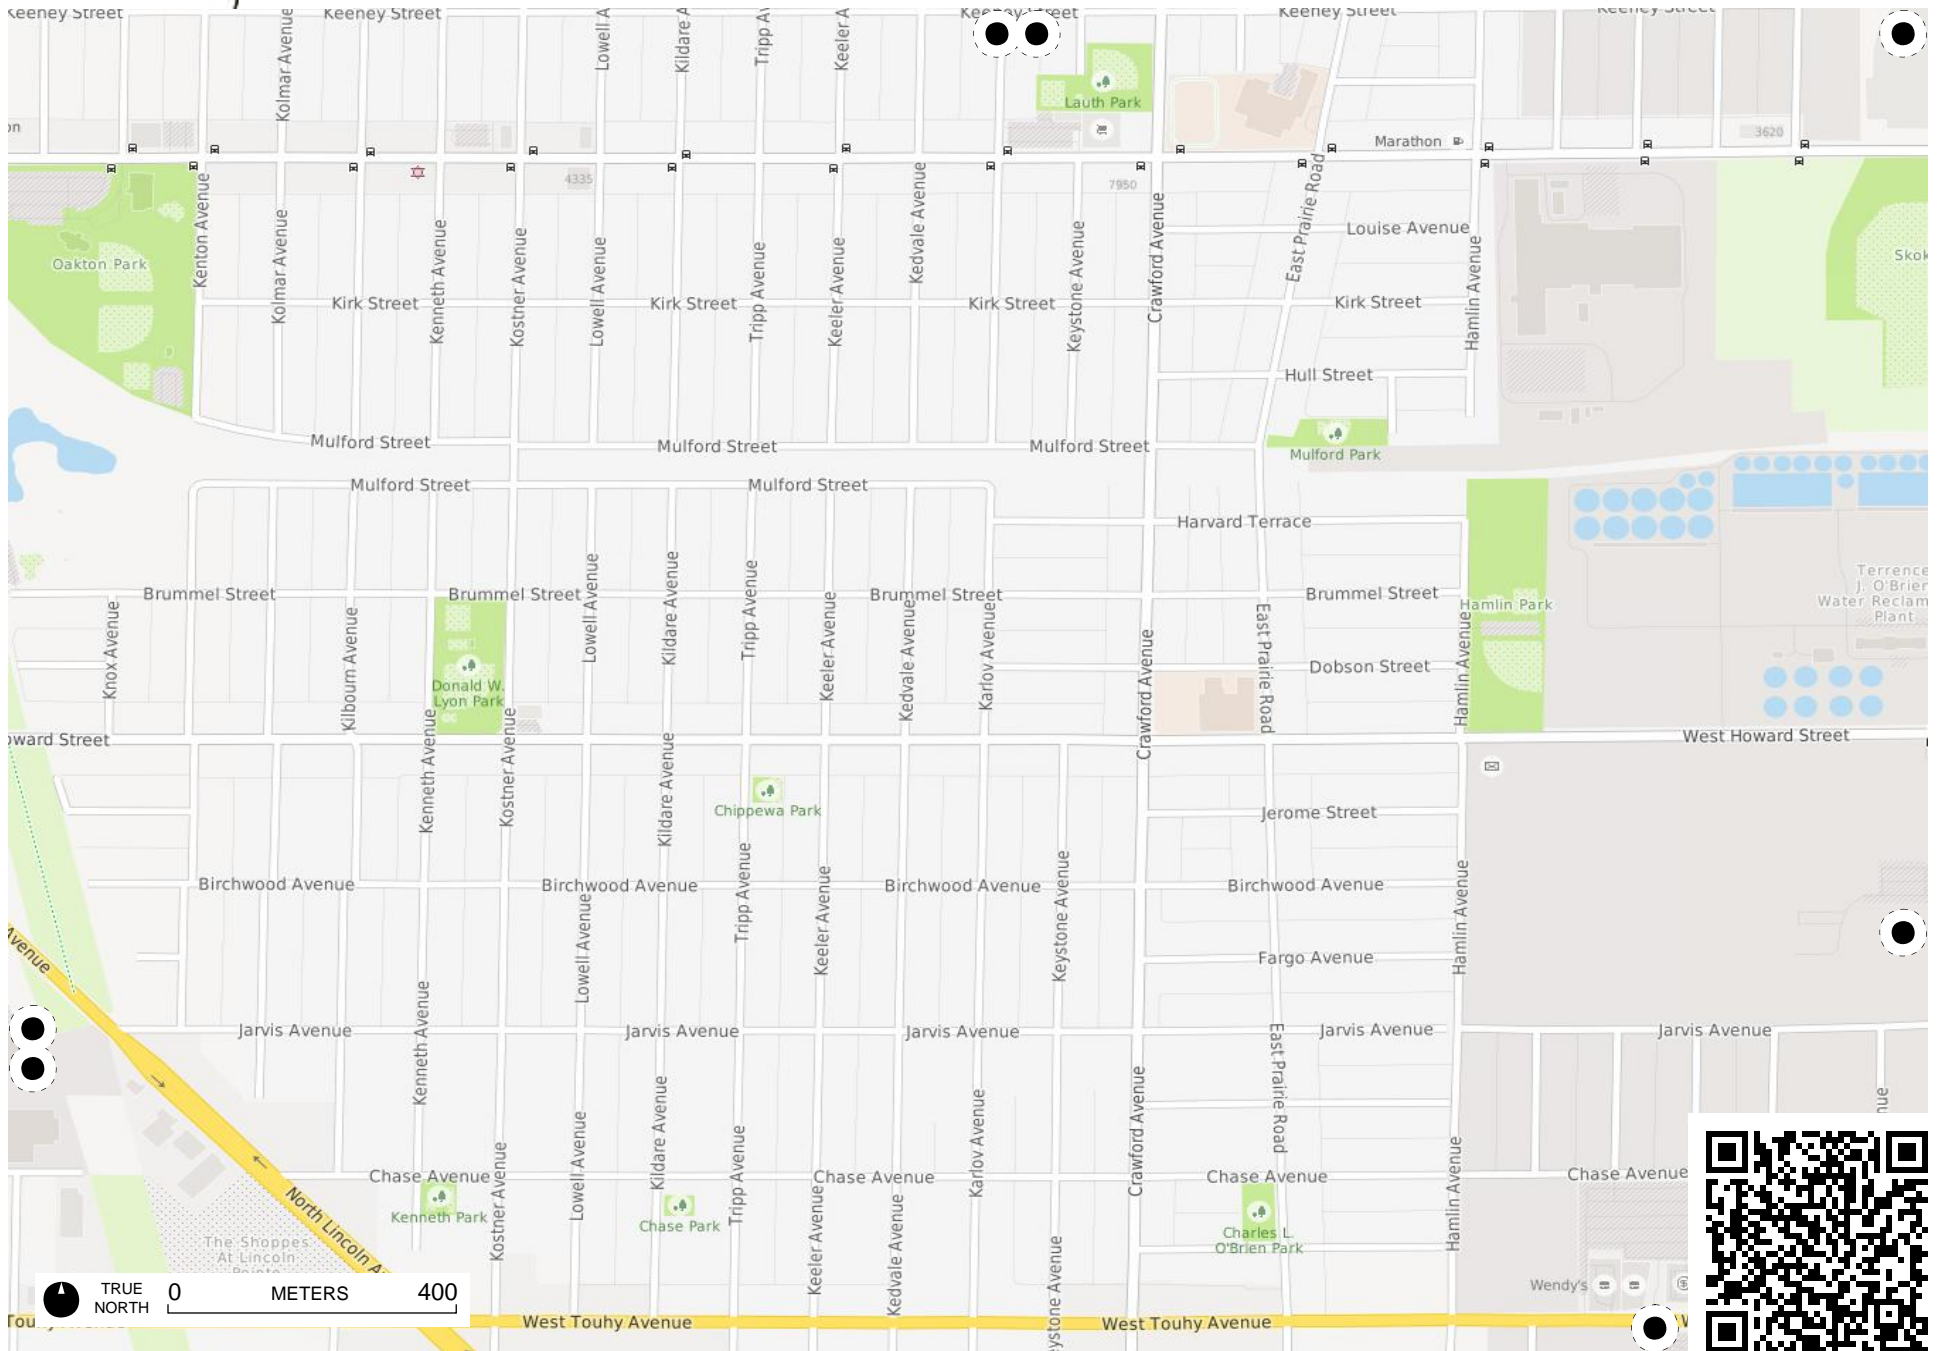 Keeney Street
Keeney Street
Keeney Street
Keeney Street
Keeney Street
Kolmar Avenue
Lowell A
Kildare A
Tripp Av
Keeler A
Lauth Park
on
Marathon
3620
4335
7950
Oakton Park
Kenton Avenue
Kolmar Avenue
Kenneth Avenue
Kostner Avenue
Lowell Avenue
Tripp Avenue
Keeler Avenue
Kedvale Avenue
Keystone Avenue
Crawford Avenue
East Prairie Road
Louise Avenue
Hamlin Avenue
Skok
Kirk Street
Kirk Street
Kirk Street
Kirk Street
Hull Street
Mulford Street
Mulford Street
Mulford Street
Mulford Park
Mulford Street
Mulford Street
Harvard Terrace
Brummel Street
Brummel Street
Brummel Street
Brummel Street
Hamlin Park
Terrence
J. O'Brien
Water Reclam
Plant
Knox Avenue
Kilbourn Avenue
Lowell Avenue
Kildare Avenue
Tripp Avenue
Keeler Avenue
Kedvale Avenue
Karlov Avenue
Crawford Avenue
East Prairie Road
Hamlin Avenue
Dobson Street
Donald W.
Lyon Park
oward Street
West Howard Street
Kenneth Avenue
Kostner Avenue
Kildare Avenue
Chippewa Park
Jerome Street
Birchwood Avenue
Birchwood Avenue
Birchwood Avenue
Birchwood Avenue
Tripp Avenue
Keeler Avenue
Keystone Avenue
Hamlin Avenue
Lowell Avenue
Avenue
Fargo Avenue
Kenneth Avenue
Jarvis Avenue
Jarvis Avenue
Jarvis Avenue
Jarvis Avenue
Jarvis Avenue
East Prairie Road
Kildare Avenue
Lowell Avenue
Tripp Avenue
Karlov Avenue
Crawford Avenue
Hamlin Avenue
nue
Chase Avenue
Chase Avenue
Chase Avenue
Chase Avenue
Kostner Avenue
Keeler Avenue
Kedvale Avenue
eystone Avenue
Kenneth Park
Chase Park
Charles L.
O'Brien Park
North Lincoln A
The Shoppes
At Lincoln
Pointe
Wendy's
TRUE
NORTH
0
METERS
400
West Touhy Avenue
West Touhy Avenue
W